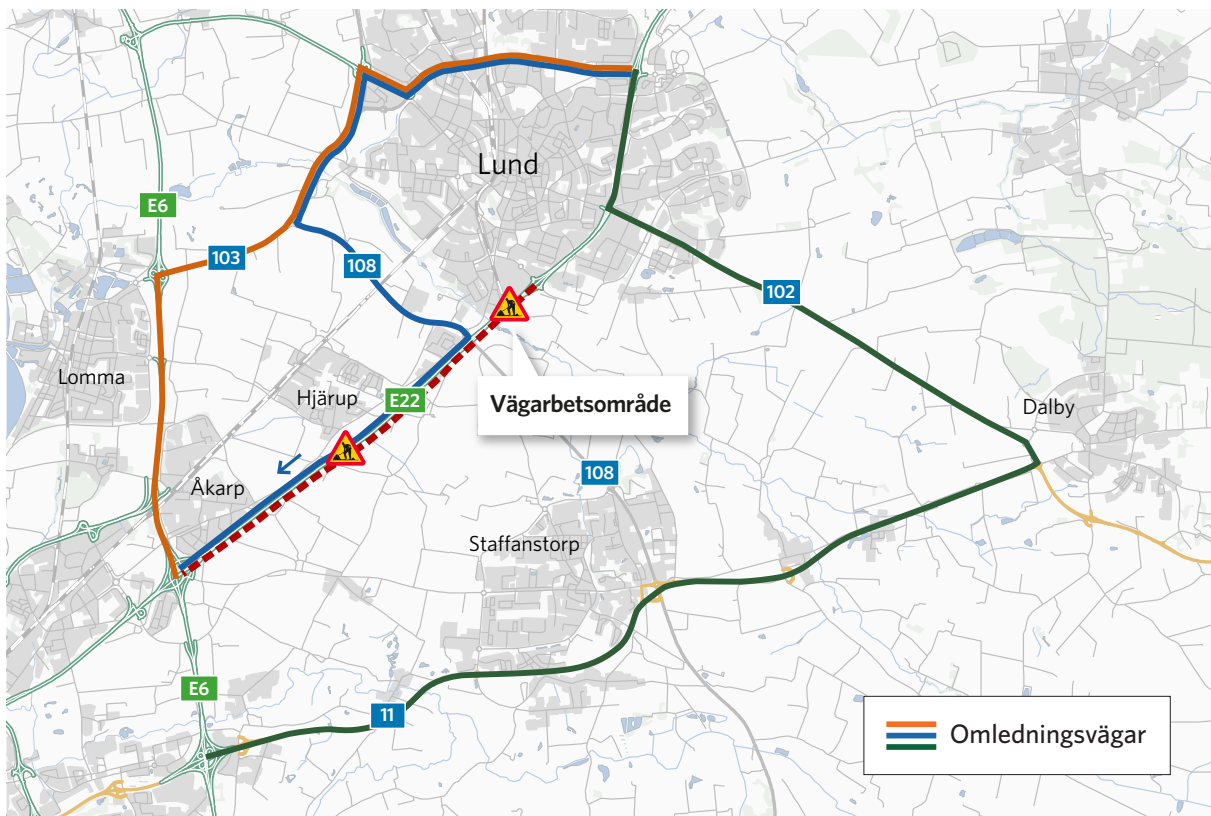 Lund
E6
103
108
102
Lomma
Hjärup
E22
Vägarbetsområde
Dalby
108
Åkarp
Staffanstorp
E6
11
Omledningsvägar